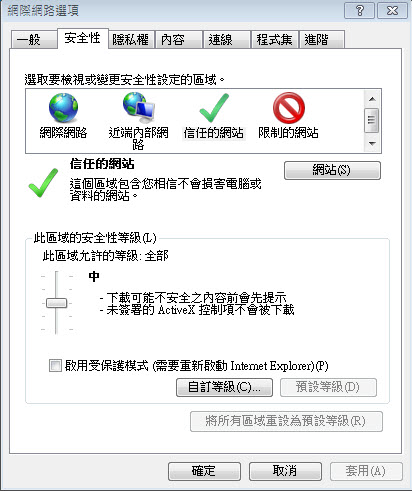 網際網路選項
一般 安全性 隱私權 內容 連線 程式集 進階
選取要檢視或變更安全性設定的區域。
網際網路 近端內部網路 信任的網站 限制的網站
信任的網站
網站(S)
這個區域包含您相信不會損害電腦或
資料的網站。
此區域的安全性等級(L)
此區域允許的等級: 全部
中
- 下載可能不安全之內容前會先提示
- 未簽署的 ActiveX 控制項不會被下載
啟用受保護模式 (需要重新啟動 Internet Explorer)(P)
自訂等級(C)... 預設等級(D)
將所有區域重設為預設等級(R)
確定 取消 套用(A)